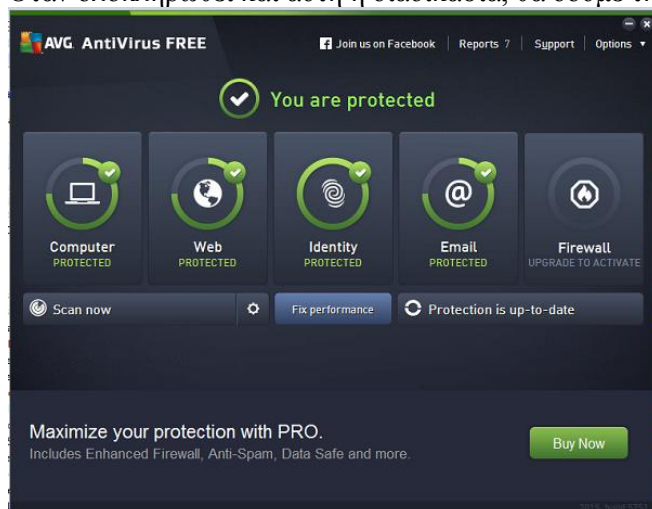 AVG. AntiVirus FREE
Join us on Facebook Reports 7 Support Options
You are protected
Computer Web Identity Email Firewall
PROTECTED PROTECTED PROTECTED PROTECTED UPGRADE TO ACTIVATE
Scan now Fix performance Protection is up-to-date
Maximize your protection with PRO.
Includes Enhanced Firewall, Anti-Spam, Data Safe and more.
Buy Now